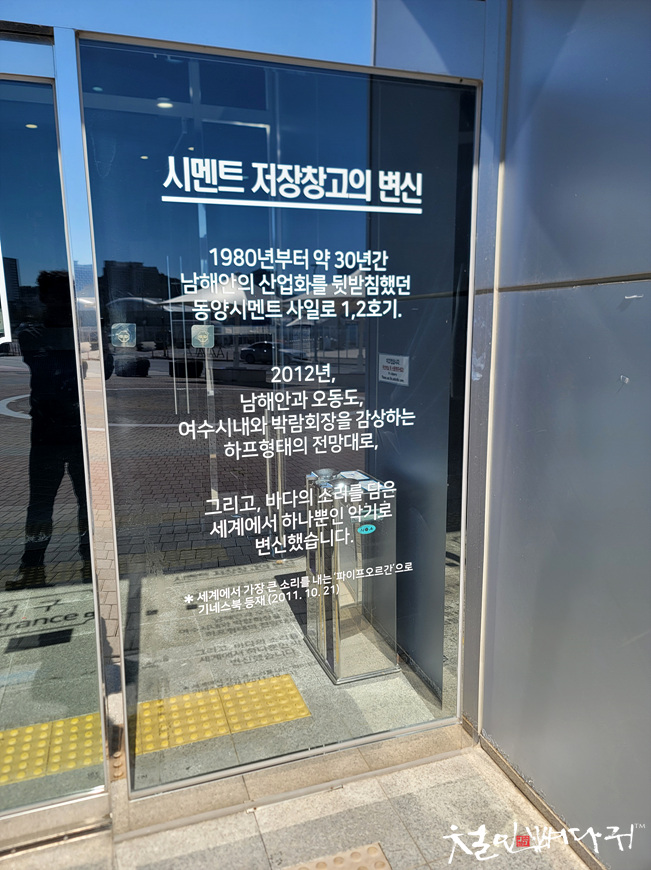 시멘트 저장창고의 변신
1980년부터 약 30년간
남해안의 산업화를 뒷받침했던
동양시멘트 사일로 1,2호기.
2012년,
남해안과 오동도,
여수시내와 박람회장을 감상하는
하프형태의 전망대로,
그리고, 바다의 소리를 담은
세계에서 하나뿐인 악기로
변신했습니다.
* 세계에서 가장 큰 소리를 내는 '파이프오르간'으로
기네스북 등재 (2011. 10. 21)
입구